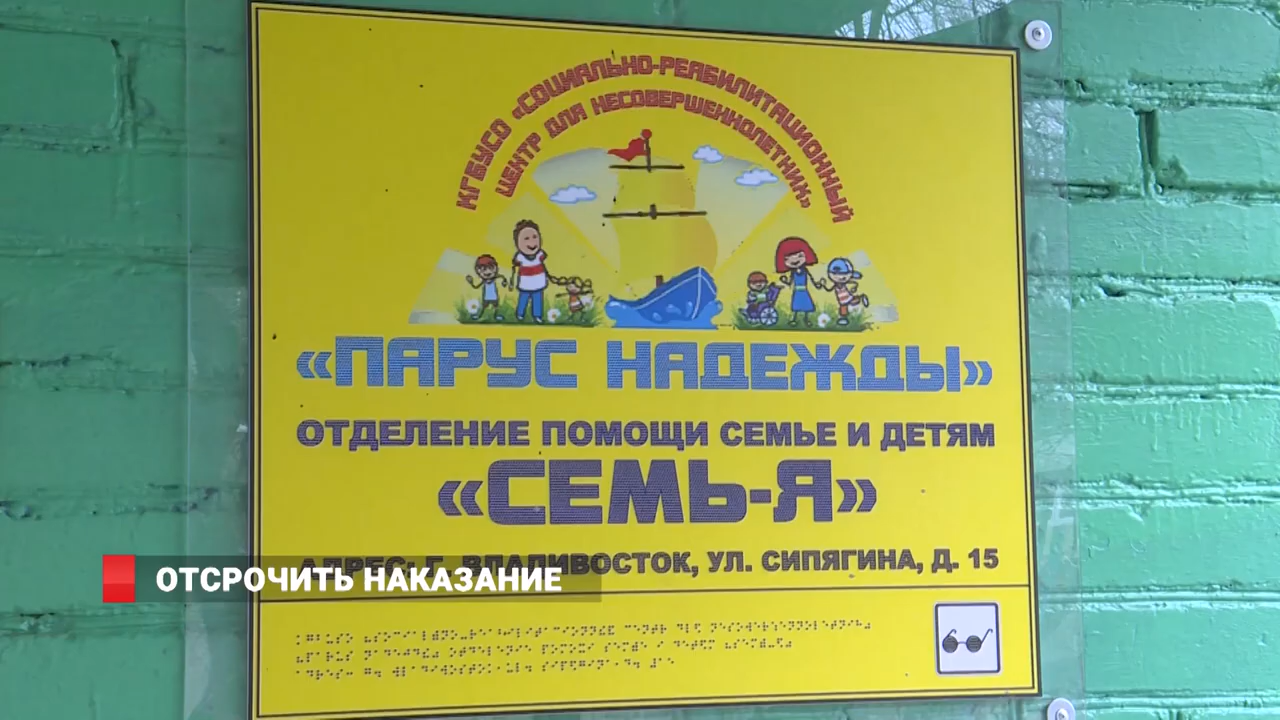 КГБУСО «СОЦИАЛЬНО-РЕАБИЛИТАЦИОННЫЙ
ЦЕНТР ДЛЯ НЕСОВЕРШЕННОЛЕТНИХ»
«ПАРУС НАДЕЖДЫ»
ОТДЕЛЕНИЕ ПОМОЩИ СЕМЬЕ И ДЕТЯМ
«СЕМЬ-Я»
АДРЕС: Г. ВЛАДИВОСТОК, УЛ. СИПЯГИНА, Д. 15
ОТСРОЧИТЬ НАКАЗАНИЕ